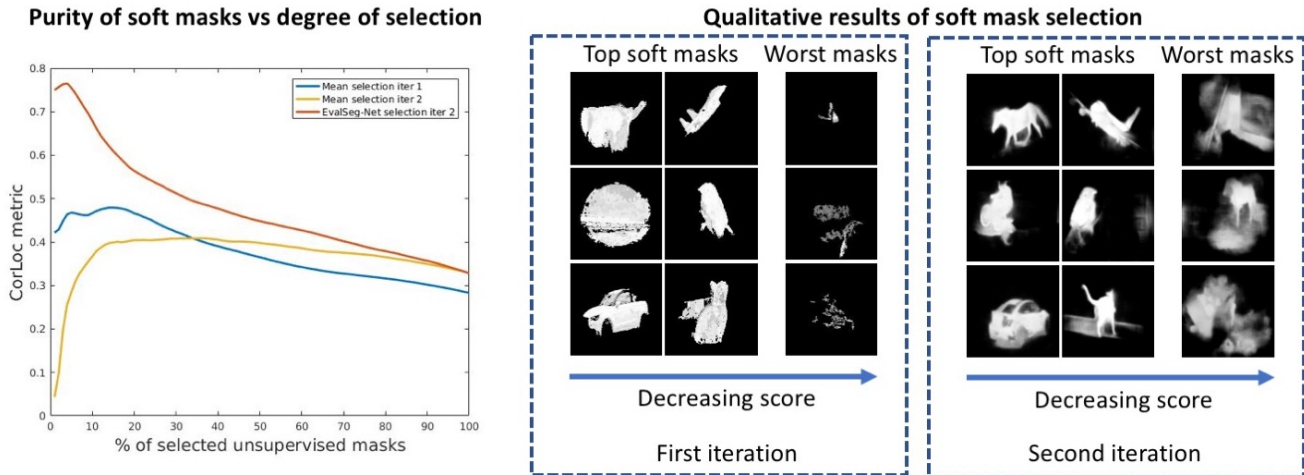 Purity of soft masks vs degree of selection
0.8
0.7
0.6
0.5
0.4
0.3
0.2
0.1
0
CorLoc metric
Mean selection iter 1
Mean selection iter 2
EvalSeg-Net selection iter 2
0 10 20 30 40 50 60 70 80 90 100
% of selected unsupervised masks
Qualitative results of soft mask selection
Top soft masks Worst masks
Decreasing score
First iteration
Top soft masks Worst masks
Decreasing score
Second iteration